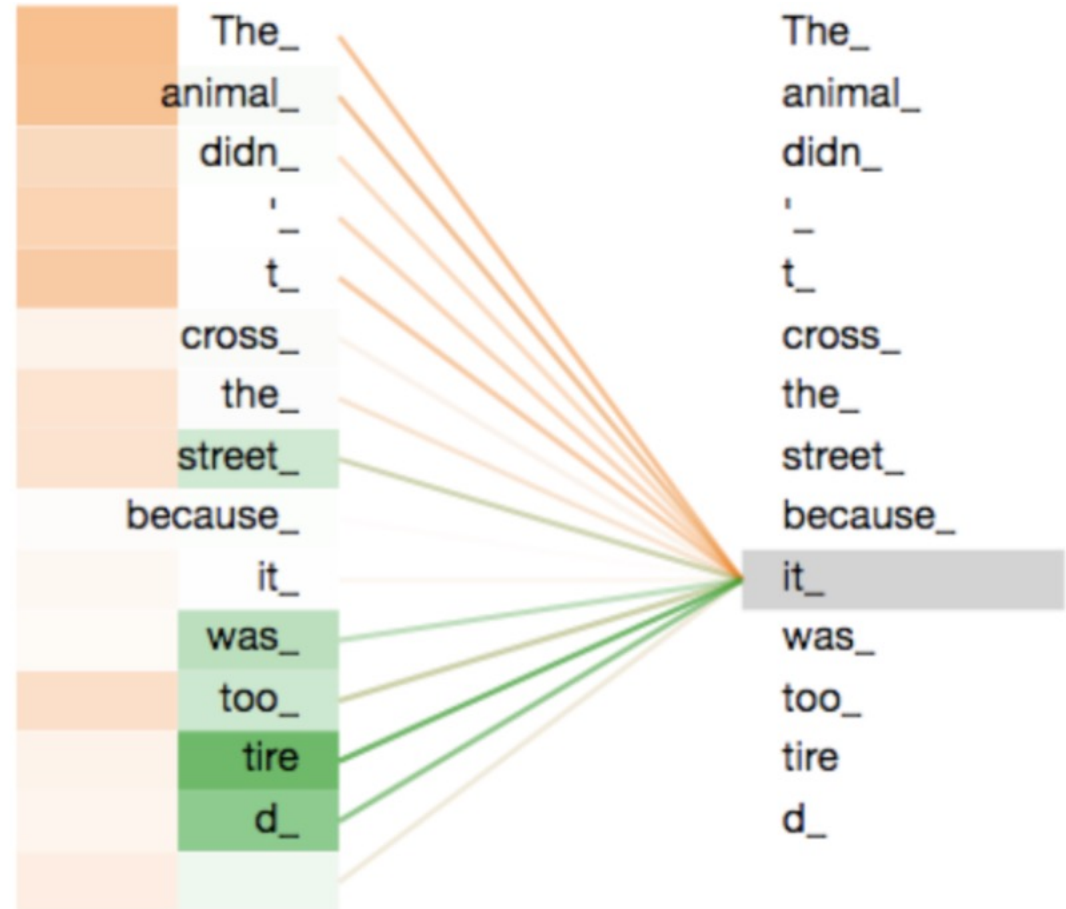 The_ The_
animal_ animal_
didn_ didn_
'_ '_
t_ t_
cross_ cross_
the_ the_
street_ street_
because_ because_
it_ it_
was_ was_
too_ too_
tire tire
d_ d_